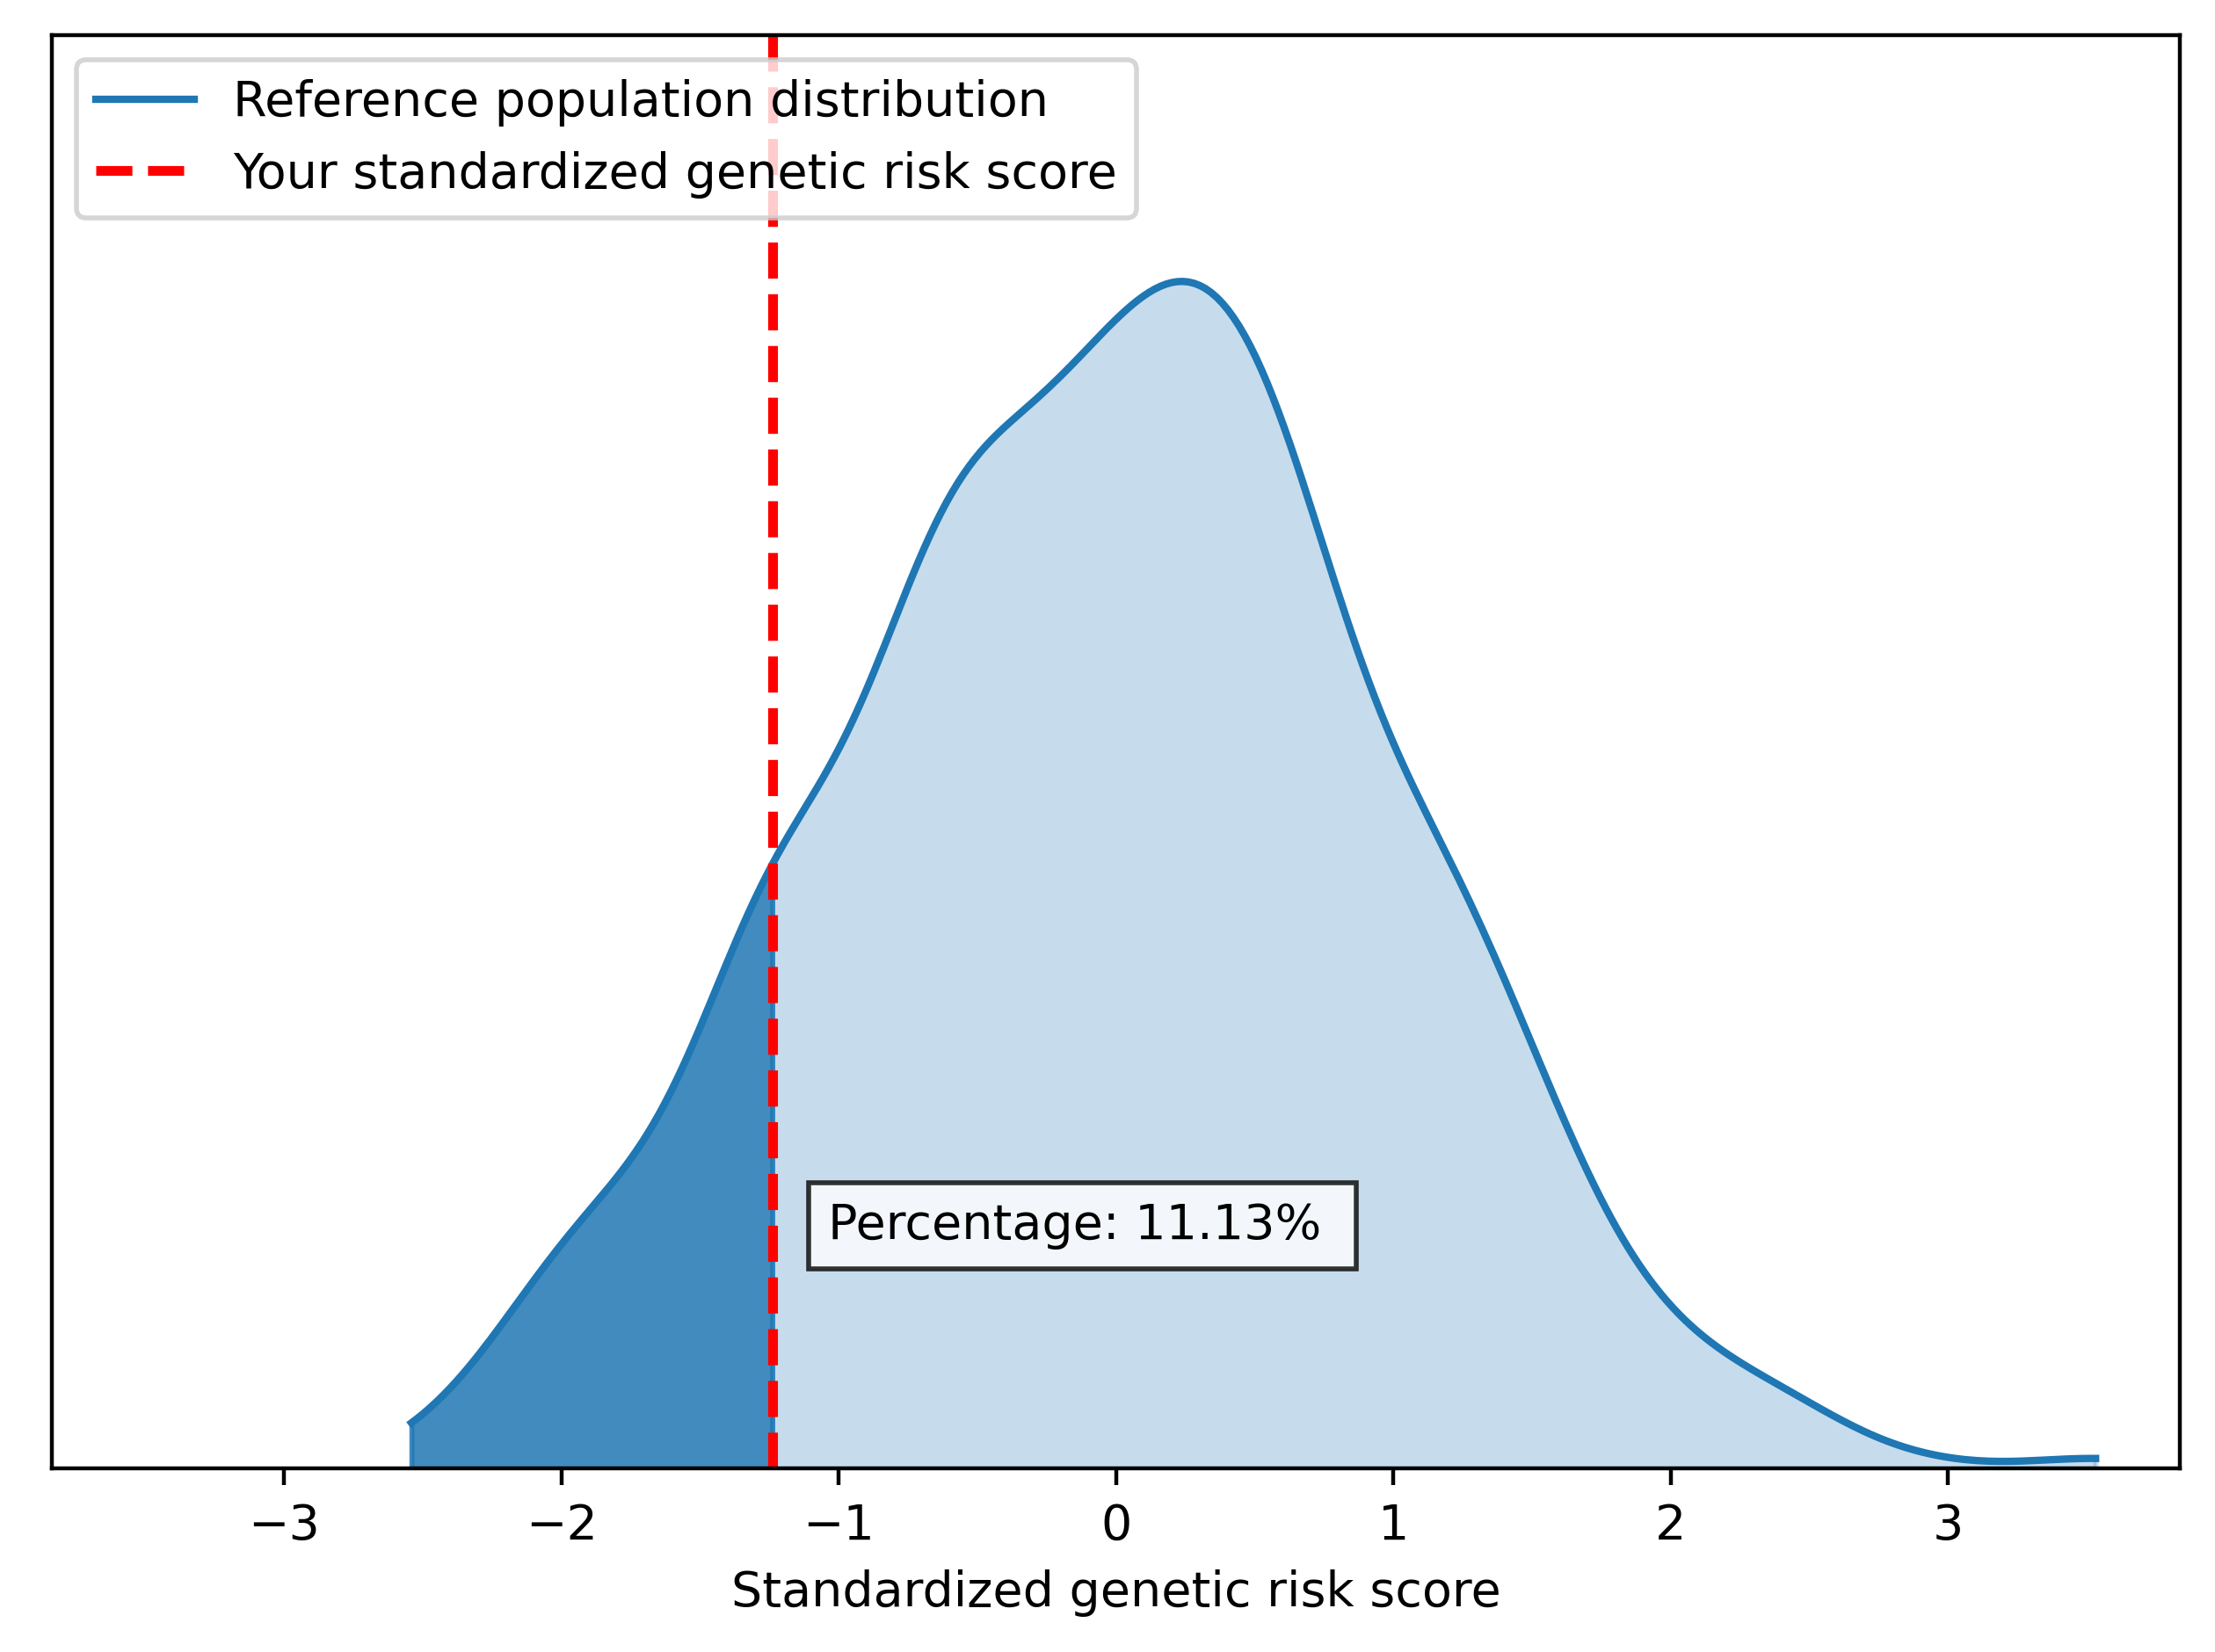 Reference population distribution
Your standardized genetic risk score
Percentage: 11.13%
−3 −2 −1 0 1 2 3
Standardized genetic risk score